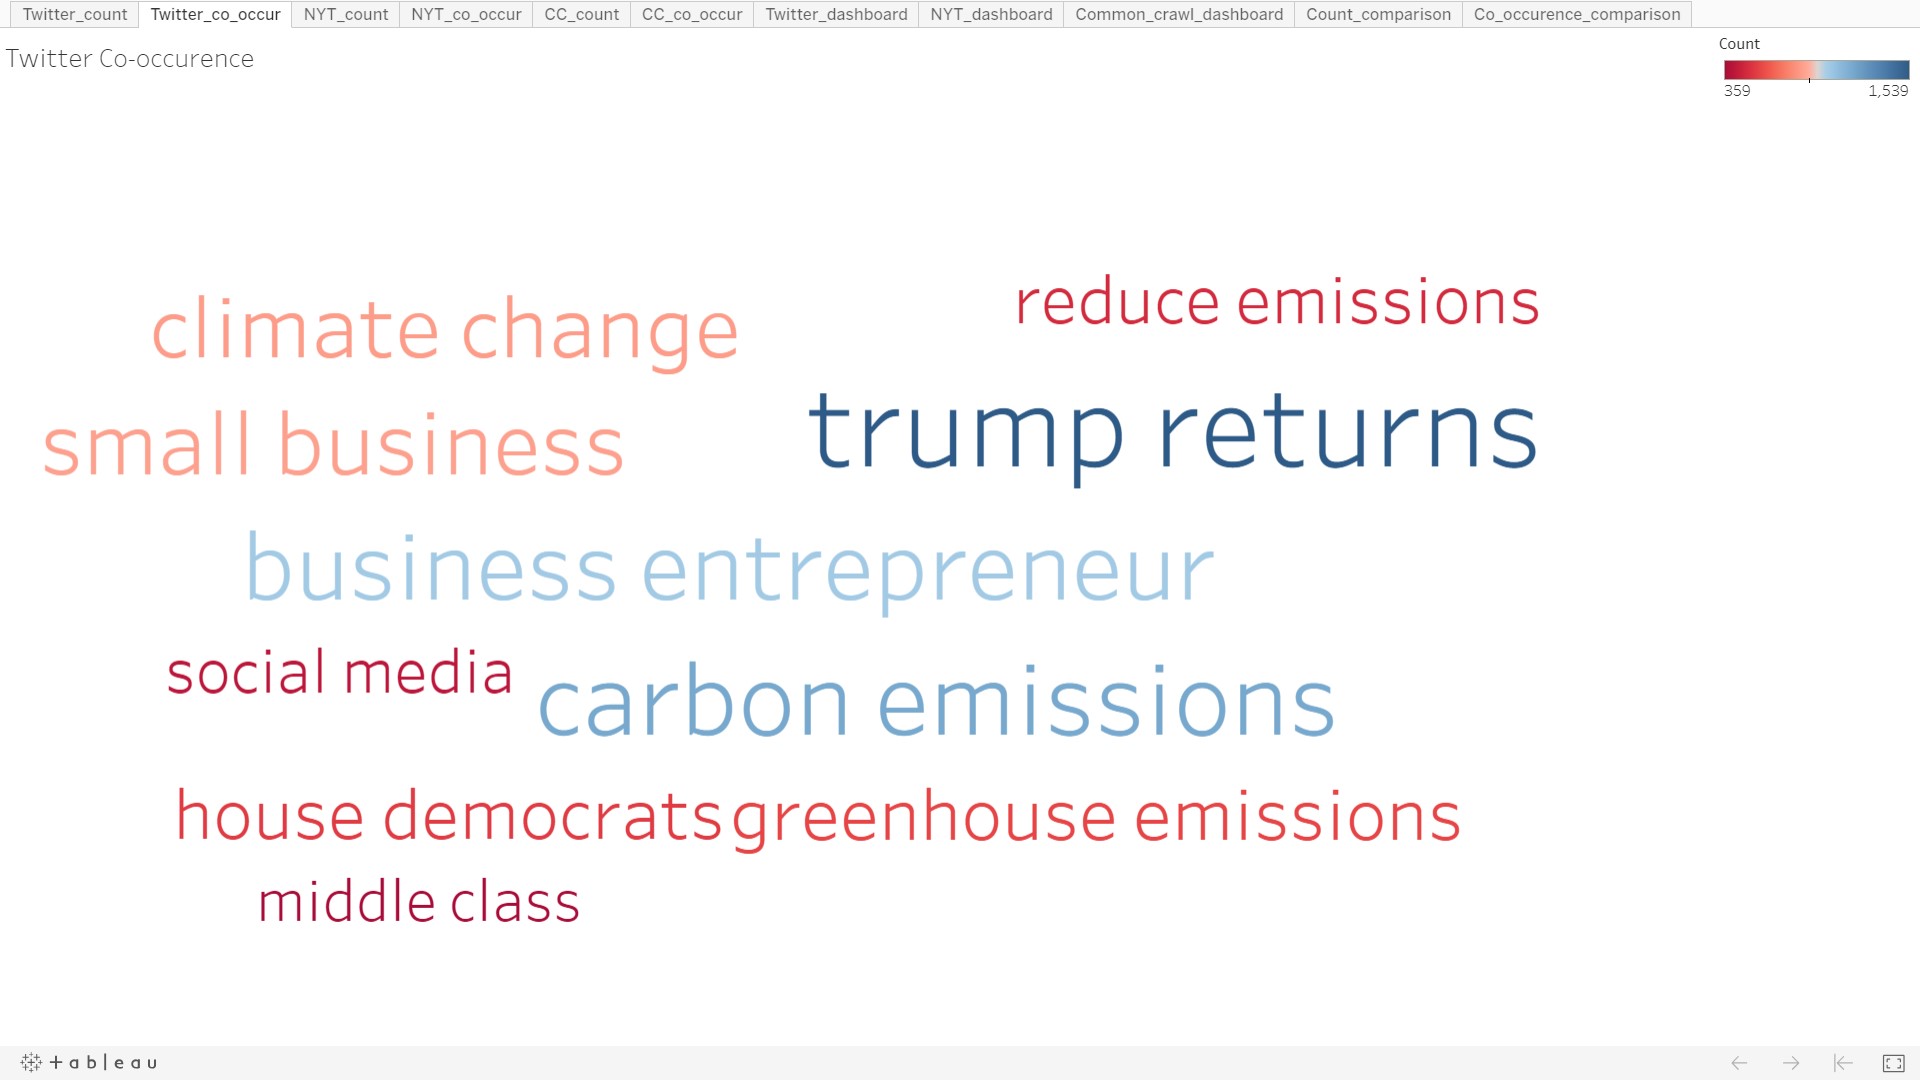 Twitter_count Twitter_co_occur NYT_count NYT_co_occur CC_count CC_co_occur Twitter_dashboard NYT_dashboard Common_crawl_dashboard Count_comparison Co_occurence_comparison
Twitter Co-occurence
Count
359 1,539
reduce emissions
climate change
trump returns
small business
business entrepreneur
social media
carbon emissions
house democrats greenhouse emissions
middle class
+ a b | e a u